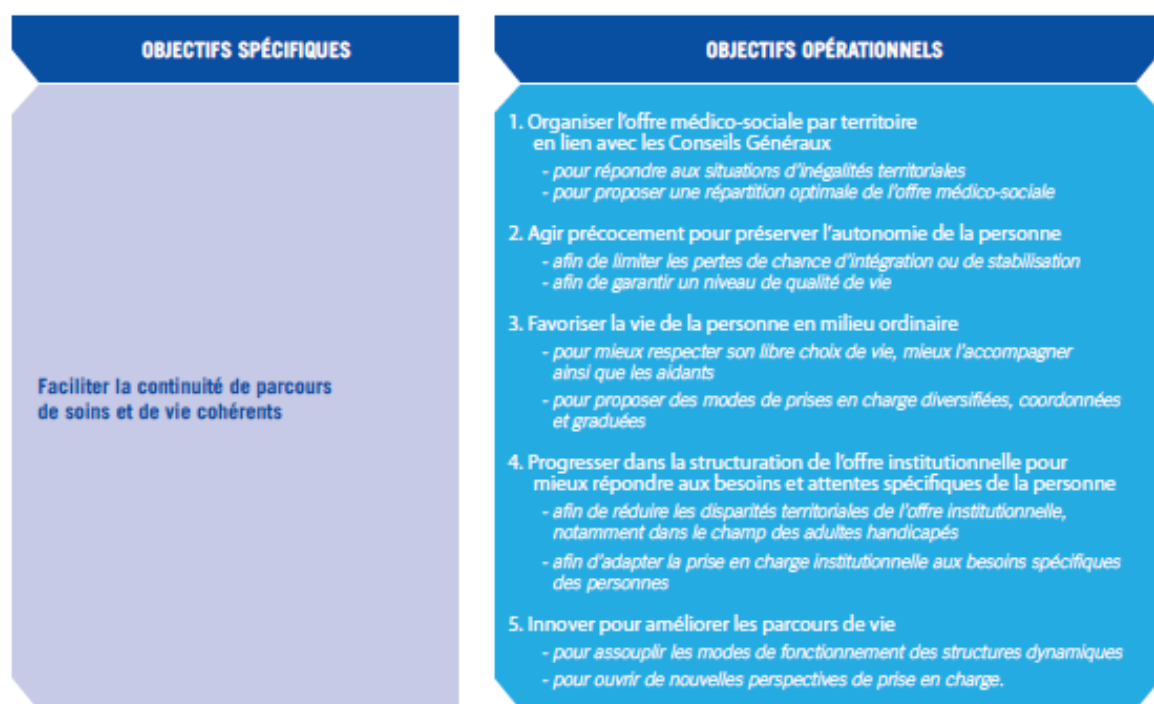 OBJECTIFS SPÉCIFIQUES
Faciliter la continuité de parcours
de soins et de vie cohérents
OBJECTIFS OPÉRATIONNELS
1. Organiser l'offre médico-sociale par territoire
en lien avec les Conseils Généraux
- pour répondre aux situations d'inégalités territoriales
- pour proposer une répartition optimale de l'offre médico-sociale
2. Agir précocement pour préserver l'autonomie de la personne
- afin de limiter les pertes de chance d'intégration ou de stabilisation
- afin de garantir un niveau de qualité de vie
3. Favoriser la vie de la personne en milieu ordinaire
- pour mieux respecter son libre choix de vie, mieux l'accompagner
ainsi que les aidants
- pour proposer des modes de prises en charge diversifiées, coordonnées
et graduées
4. Progresser dans la structuration de l'offre institutionnelle pour
mieux répondre aux besoins et attentes spécifiques de la personne
- afin de réduire les disparités territoriales de l'offre institutionnelle,
notamment dans le champ des adultes handicapés
- afin d'adapter la prise en charge institutionnelle aux besoins spécifiques
des personnes
5. Innover pour améliorer les parcours de vie
- pour assouplir les modes de fonctionnement des structures dynamiques
- pour ouvrir de nouvelles perspectives de prise en charge.